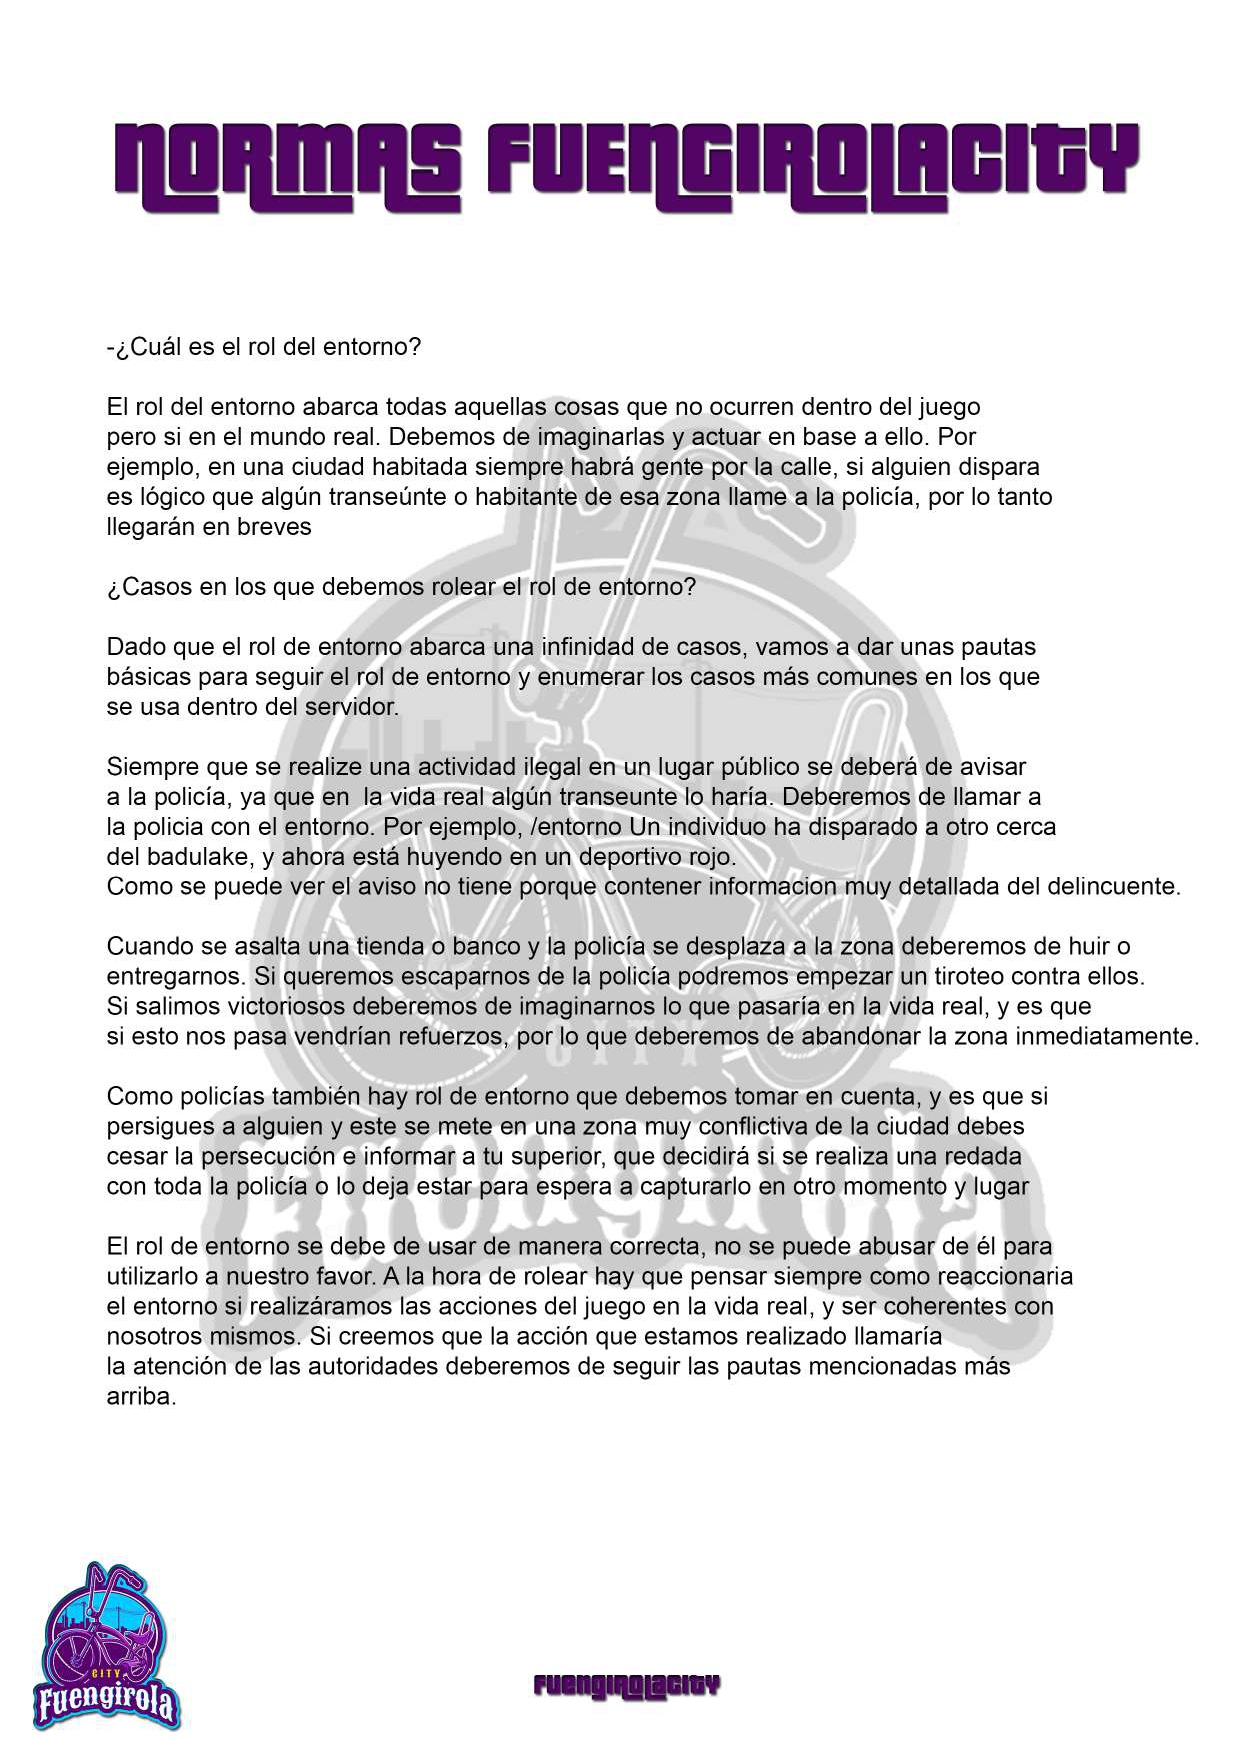 NORMAS FUENGIROLACITY
-¿Cuál es el rol del entorno?
El rol del entorno abarca todas aquellas cosas que no ocurren dentro del juego
pero si en el mundo real. Debemos de imaginarlas y actuar en base a ello. Por
ejemplo, en una ciudad habitada siempre habrá gente por la calle, si alguien dispara
es lógico que algún transeúnte o habitante de esa zona llame a la policía, por lo tanto
llegarán en breves
¿Casos en los que debemos rolear el rol de entorno?
Dado que el rol de entorno abarca una infinidad de casos, vamos a dar unas pautas
básicas para seguir el rol de entorno y enumerar los casos más comunes en los que
se usa dentro del servidor.
Siempre que se realize una actividad ilegal en un lugar público se deberá de avisar
a la policía, ya que en  la vida real algún transeunte lo haría. Deberemos de llamar a
la policia con el entorno. Por ejemplo, /entorno Un individuo ha disparado a otro cerca
del badulake, y ahora está huyendo en un deportivo rojo.
Como se puede ver el aviso no tiene porque contener informacion muy detallada del delincuente.
Cuando se asalta una tienda o banco y la policía se desplaza a la zona deberemos de huir o
entregarnos. Si queremos escaparnos de la policía podremos empezar un tiroteo contra ellos.
Si salimos victoriosos deberemos de imaginarnos lo que pasaría en la vida real, y es que
si esto nos pasa vendrían refuerzos, por lo que deberemos de abandonar la zona inmediatamente.
Como policías también hay rol de entorno que debemos tomar en cuenta, y es que si
persigues a alguien y este se mete en una zona muy conflictiva de la ciudad debes
cesar la persecución e informar a tu superior, que decidirá si se realiza una redada
con toda la policía o lo deja estar para espera a capturarlo en otro momento y lugar
El rol de entorno se debe de usar de manera correcta, no se puede abusar de él para
utilizarlo a nuestro favor. A la hora de rolear hay que pensar siempre como reaccionaria
el entorno si realizáramos las acciones del juego en la vida real, y ser coherentes con
nosotros mismos. Si creemos que la acción que estamos realizado llamaría
la atención de las autoridades deberemos de seguir las pautas mencionadas más
arriba.
CITY
Fuengirola
CITY
Fuengirola
FUENGIROLACITY